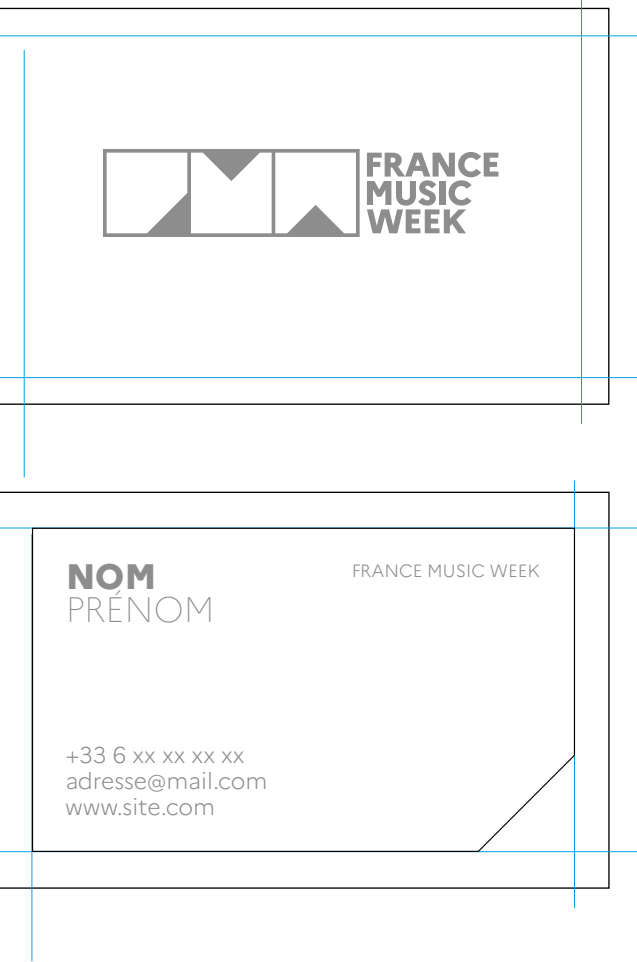 FRANCE
MUSIC
WEEK
NOM
PRÉNOM
FRANCE MUSIC WEEK
+33 6 xx xx xx xx
adresse@mail.com
www.site.com